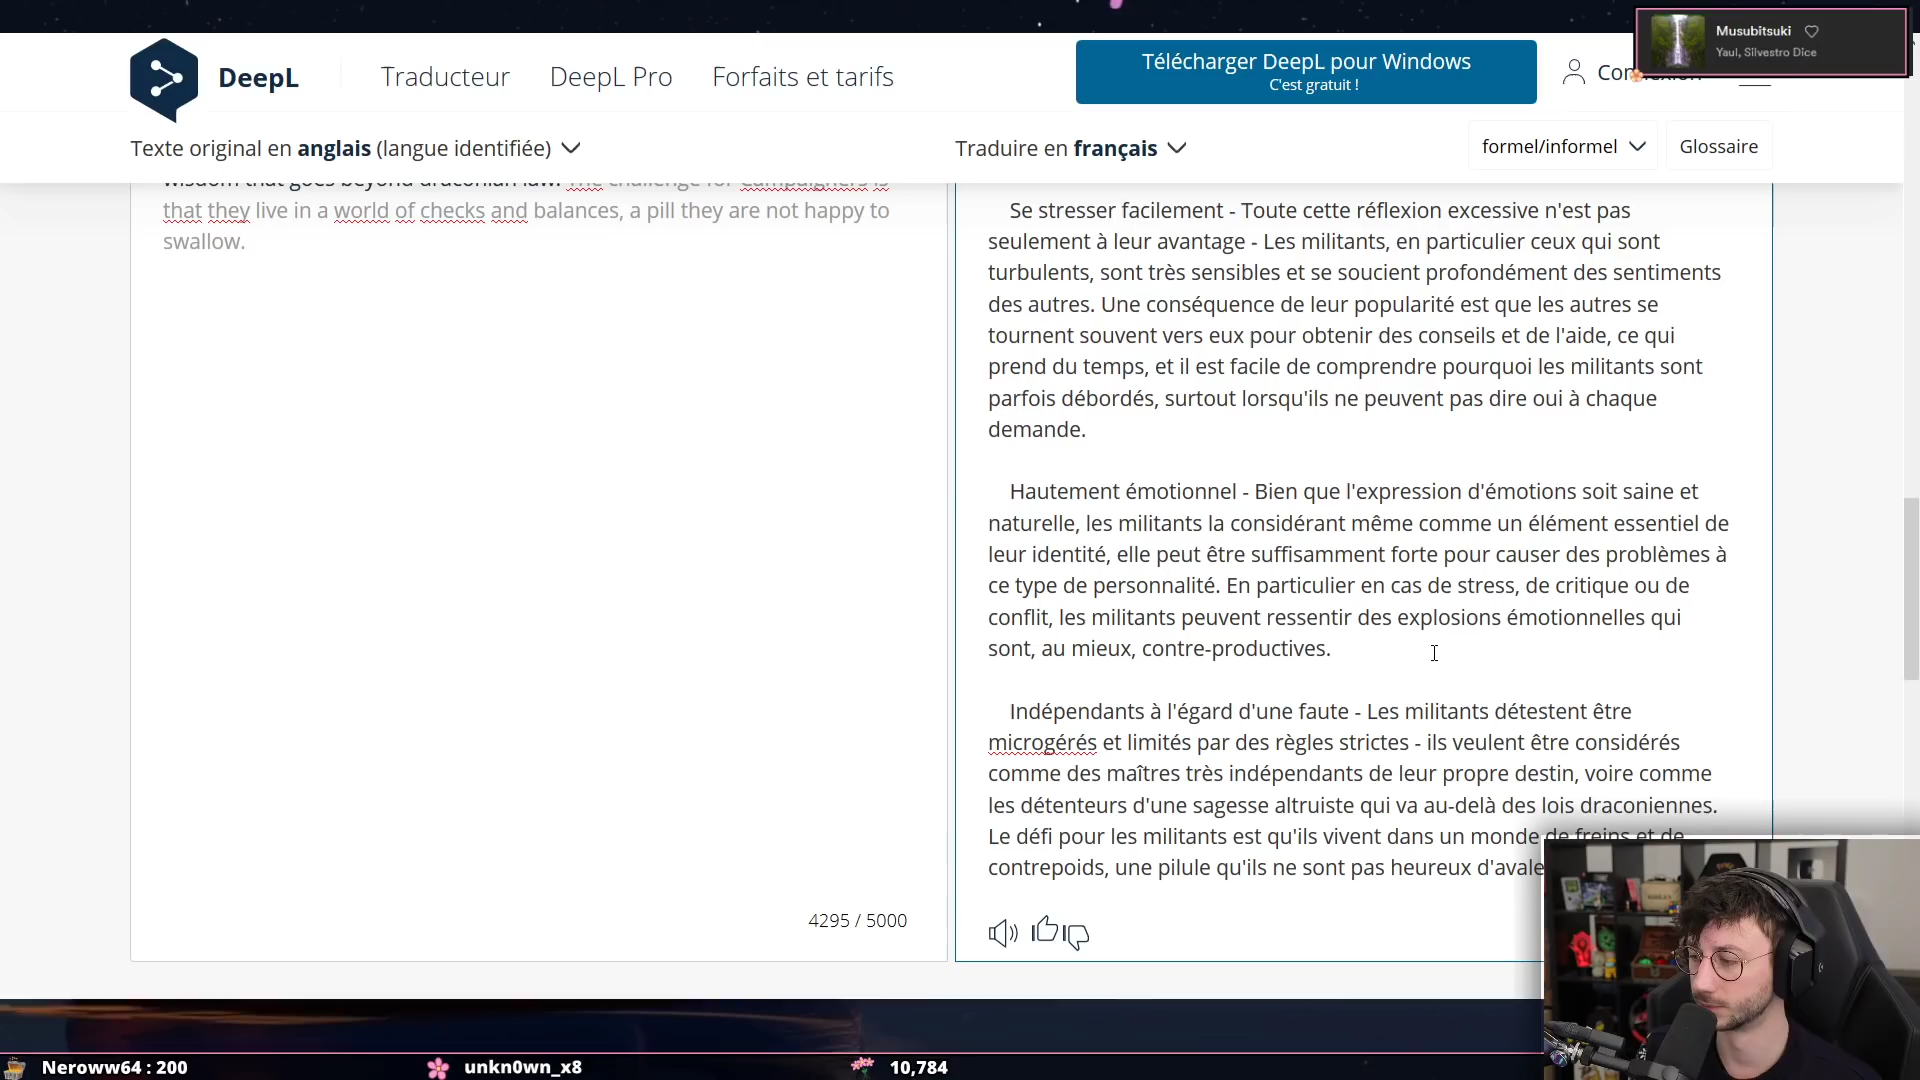 Musubitsuki
Yaul, Silvestro Dice
DeepL
Traducteur
DeepL Pro
Forfaits et tarifs
Télécharger DeepL pour Windows
C'est gratuit !
Texte original en anglais (langue identifiée)
Traduire en français
formel/informel
Glossaire
wisdom that goes beyond draconian law. The challenge for Campaigners is
that they live in a world of checks and balances, a pill they are not happy to
swallow.
4295 / 5000
Se stresser facilement - Toute cette réflexion excessive n'est pas
seulement à leur avantage - Les militants, en particulier ceux qui sont
turbulents, sont très sensibles et se soucient profondément des sentiments
des autres. Une conséquence de leur popularité est que les autres se
tournent souvent vers eux pour obtenir des conseils et de l'aide, ce qui
prend du temps, et il est facile de comprendre pourquoi les militants sont
parfois débordés, surtout lorsqu'ils ne peuvent pas dire oui à chaque
demande.
Hautement émotionnel - Bien que l'expression d'émotions soit saine et
naturelle, les militants la considérant même comme un élément essentiel de
leur identité, elle peut être suffisamment forte pour causer des problèmes à
ce type de personnalité. En particulier en cas de stress, de critique ou de
conflit, les militants peuvent ressentir des explosions émotionnelles qui
sont, au mieux, contre-productives.
Indépendants à l'égard d'une faute - Les militants détestent être
microgérés et limités par des règles strictes - ils veulent être considérés
comme des maîtres très indépendants de leur propre destin, voire comme
les détenteurs d'une sagesse altruiste qui va au-delà des lois draconiennes.
Le défi pour les militants est qu'ils vivent dans un monde de freins et de
contrepoids, une pilule qu'ils ne sont pas heureux d'avale
Neroww64 : 200
unkn0wn_x8
10,784